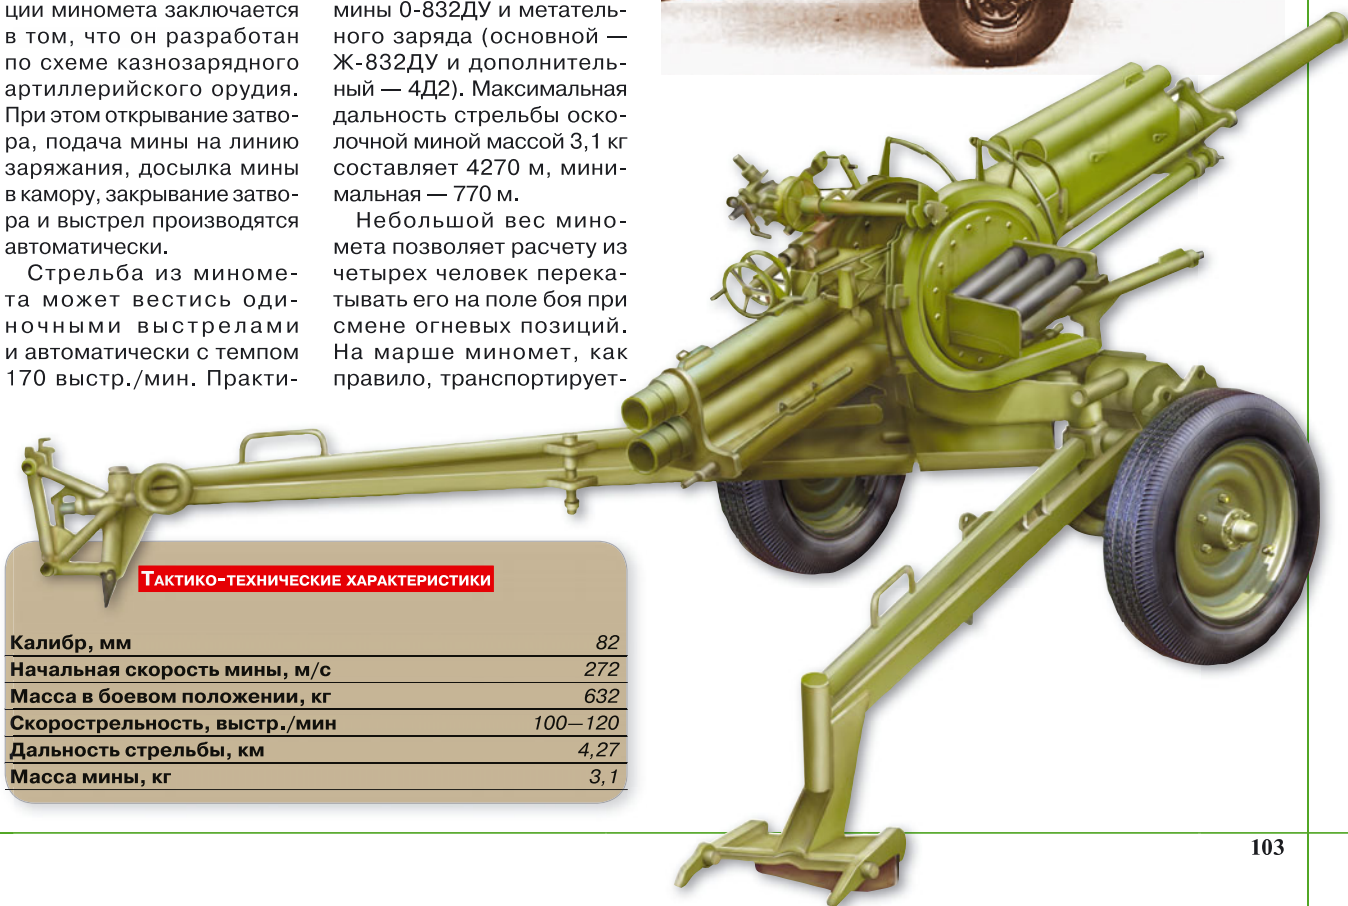 ции миномета заключается
в том, что он разработан
по схеме казнозарядного
артиллерийского орудия.
При этом открывание затво-
ра, подача мины на линию
заряжания, досылка мины
в камору, закрывание затво-
ра и выстрел производятся
автоматически.
Стрельба из миноме-
та может вестись оди-
ночными выстрелами
и автоматически с темпом
170 выстр./мин. Практи-
мины 0-832ДУ и метатель-
ного заряда (основной —
Ж-832ДУ и дополнитель-
ный — 4Д2). Максимальная
дальность стрельбы оско-
лочной миной массой 3,1 кг
составляет 4270 м, мини-
мальная — 770 м.
Небольшой вес мино-
мета позволяет расчету из
четырех человек перека-
тывать его на поле боя при
смене огневых позиций.
На марше миномет, как
правило, транспортирует-
Тактико-технические характеристики
Калибр, мм 82
Начальная скорость мины, м/с 272
Масса в боевом положении, кг 632
Скорострельность, выстр./мин 100—120
Дальность стрельбы, км 4,27
Масса мины, кг 3,1
103